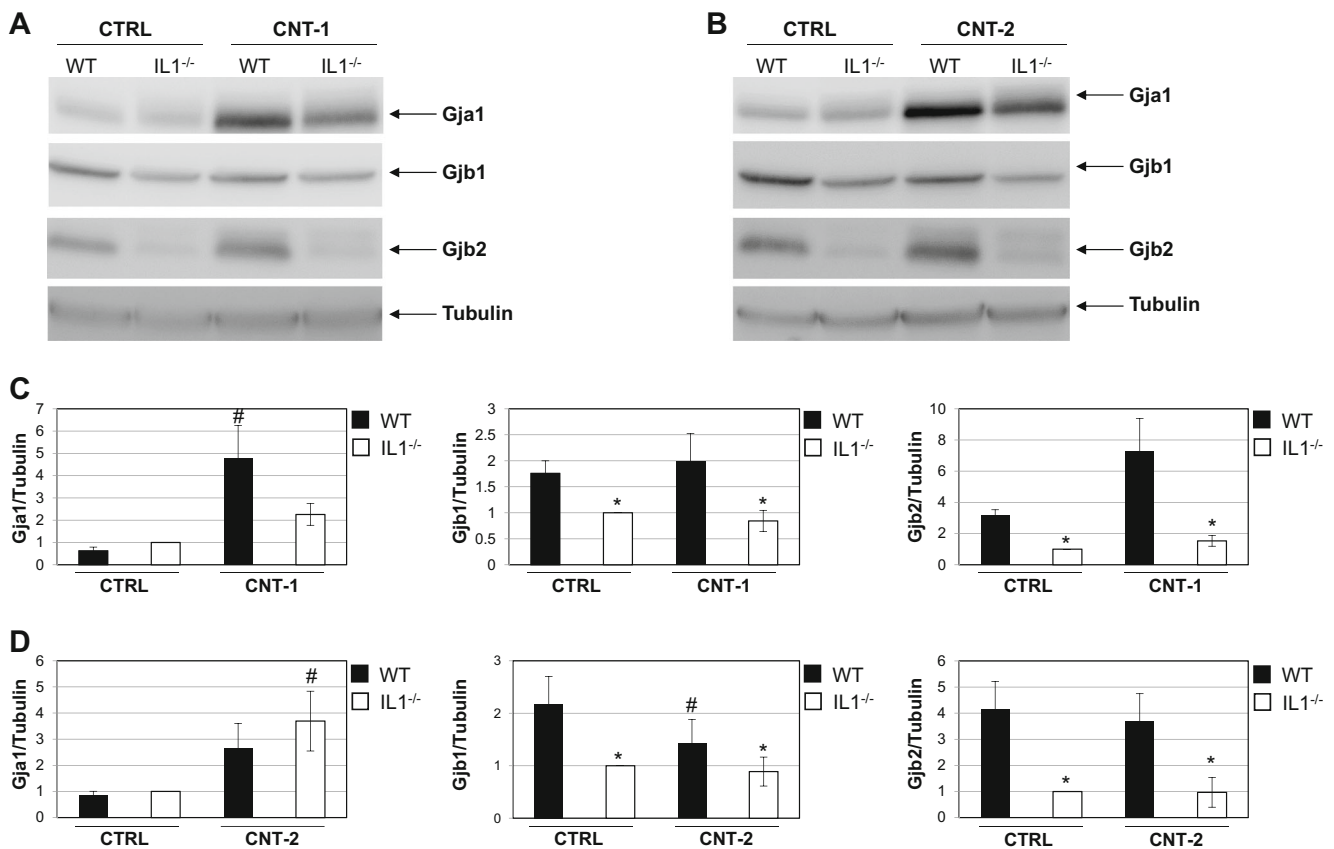 A
CTRL CNT-1
WT IL1-/- WT IL1-/-
Gja1
Gjb1
Gjb2
Tubulin
B
CTRL CNT-2
WT IL1-/- WT IL1-/-
Gja1
Gjb1
Gjb2
Tubulin
C
Gja1/Tubulin
7
6
5
4
3
2
1
0
#
CTRL CNT-1
WT
IL1-/-
Gjb1/Tubulin
3
2.5
2
1.5
1
0.5
0
* *
CTRL CNT-1
WT
IL1-/-
Gjb2/Tubulin
10
8
6
4
2
0
* *
CTRL CNT-1
WT
IL1-/-
D
Gja1/Tubulin
6
5
4
3
2
1
0
#
CTRL CNT-2
WT
IL1-/-
Gjb1/Tubulin
3
2
1
0
* # *
CTRL CNT-2
WT
IL1-/-
Gjb2/Tubulin
6
5
4
3
2
1
0
* *
CTRL CNT-2
WT
IL1-/-